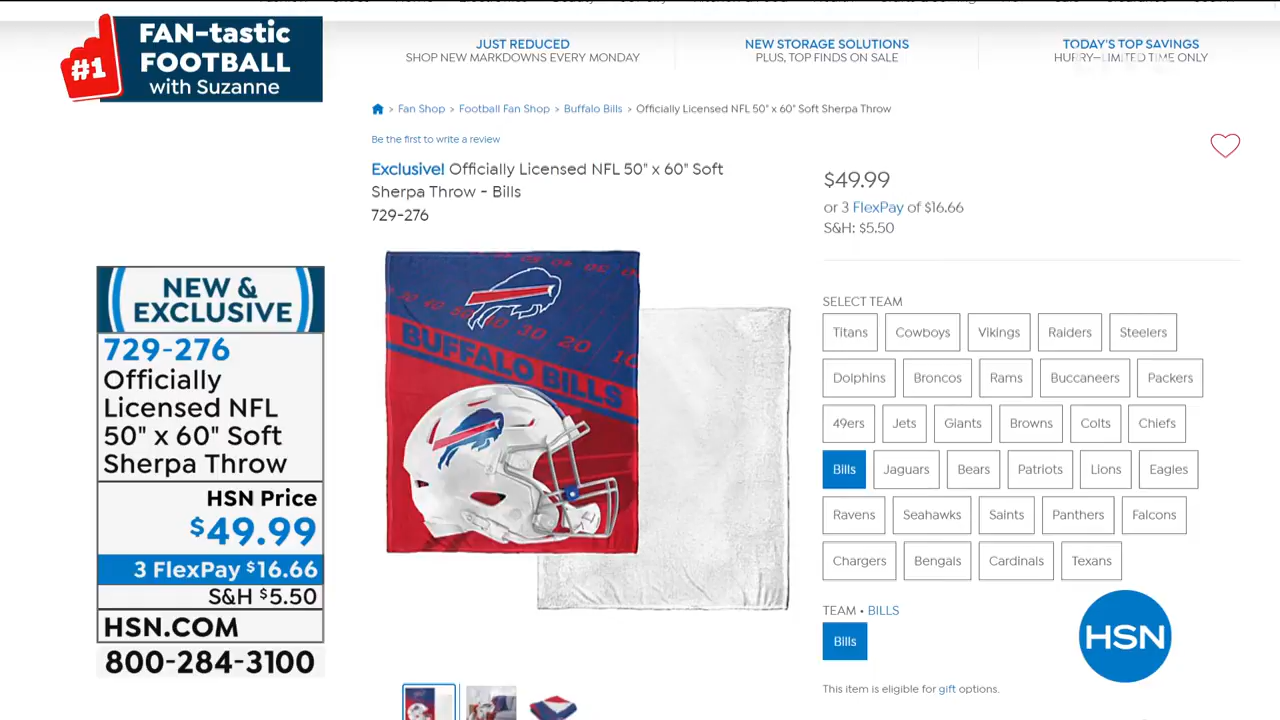 FAN-tastic
FOOTBALL
with Suzanne
#1
JUST REDUCED
SHOP NEW MARKDOWNS EVERY MONDAY
NEW STORAGE SOLUTIONS
PLUS, TOP FINDS ON SALE
TODAY'S TOP SAVINGS
HURRY—LIMITED TIME ONLY
> Fan Shop > Football Fan Shop > Buffalo Bills > Officially Licensed NFL 50" x 60" Soft Sherpa Throw
Be the first to write a review
Exclusive! Officially Licensed NFL 50" x 60" Soft
Sherpa Throw - Bills
729-276
$49.99
or 3 FlexPay of $16.66
S&H: $5.50
NEW &
EXCLUSIVE
729-276
Officially
Licensed NFL
50" x 60" Soft
Sherpa Throw
HSN Price
$49.99
3 FlexPay $16.66
S&H $5.50
HSN.COM
800-284-3100
BUFFALO BILLS
SELECT TEAM
Titans Cowboys Vikings Raiders Steelers
Dolphins Broncos Rams Buccaneers Packers
49ers Jets Giants Browns Colts Chiefs
Bills Jaguars Bears Patriots Lions Eagles
Ravens Seahawks Saints Panthers Falcons
Chargers Bengals Cardinals Texans
TEAM • BILLS
Bills
HSN
This item is eligible for gift options.